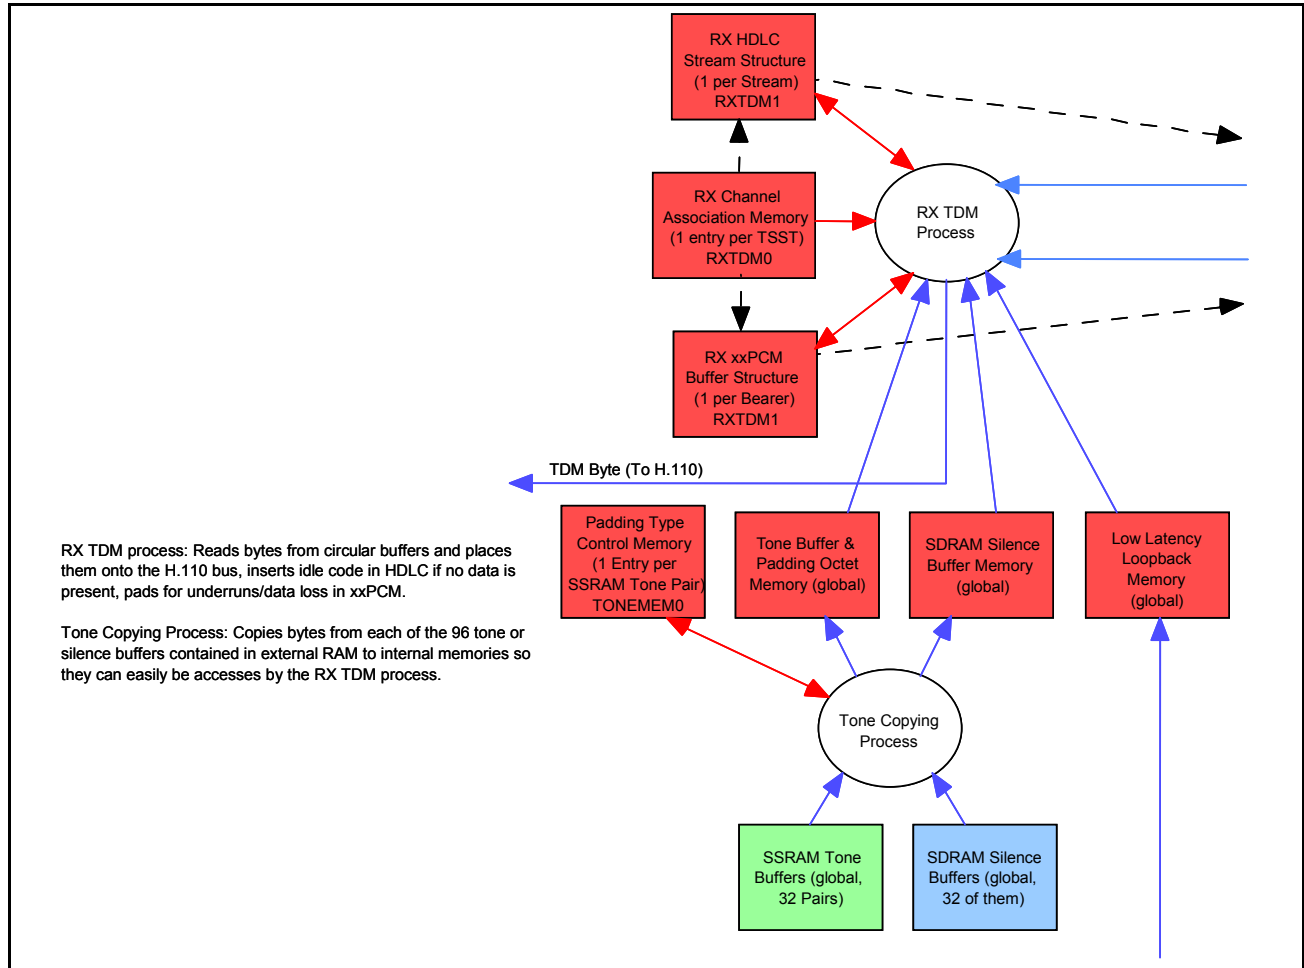 RX HDLC
Stream Structure
(1 per Stream)
RXTDM1
RX Channel
Association Memory
(1 entry per TSST)
RXTDM0
RX TDM
Process
RX xxPCM
Buffer Structure
(1 per Bearer)
RXTDM1
TDM Byte (To H.110)
Padding Type
Control Memory
(1 Entry per
SSRAM Tone Pair)
TONEMEM0
Tone Buffer &
Padding Octet
Memory (global)
SDRAM Silence
Buffer Memory
(global)
Low Latency
Loopback
Memory
(global)
RX TDM process: Reads bytes from circular buffers and places
them onto the H.110 bus, inserts idle code in HDLC if no data is
present, pads for underruns/data loss in xxPCM.
Tone Copying Process: Copies bytes from each of the 96 tone or
silence buffers contained in external RAM to internal memories so
they can easily be accesses by the RX TDM process.
Tone Copying
Process
SSRAM Tone
Buffers (global,
32 Pairs)
SDRAM Silence
Buffers (global,
32 of them)